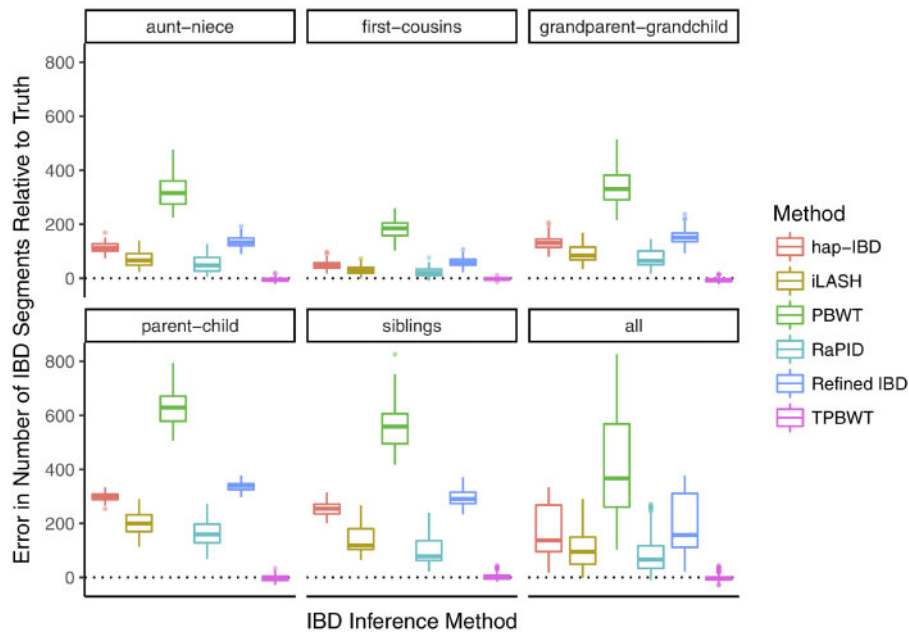 aunt−niece
first−cousins
grandparent−grandchild
800
600
400
200
0
parent−child
siblings
all
800
600
400
200
0
Error in Number of IBD Segments Relative to Truth
IBD Inference Method
Method
hap−IBD
iLASH
PBWT
RaPID
Refined IBD
TPBWT